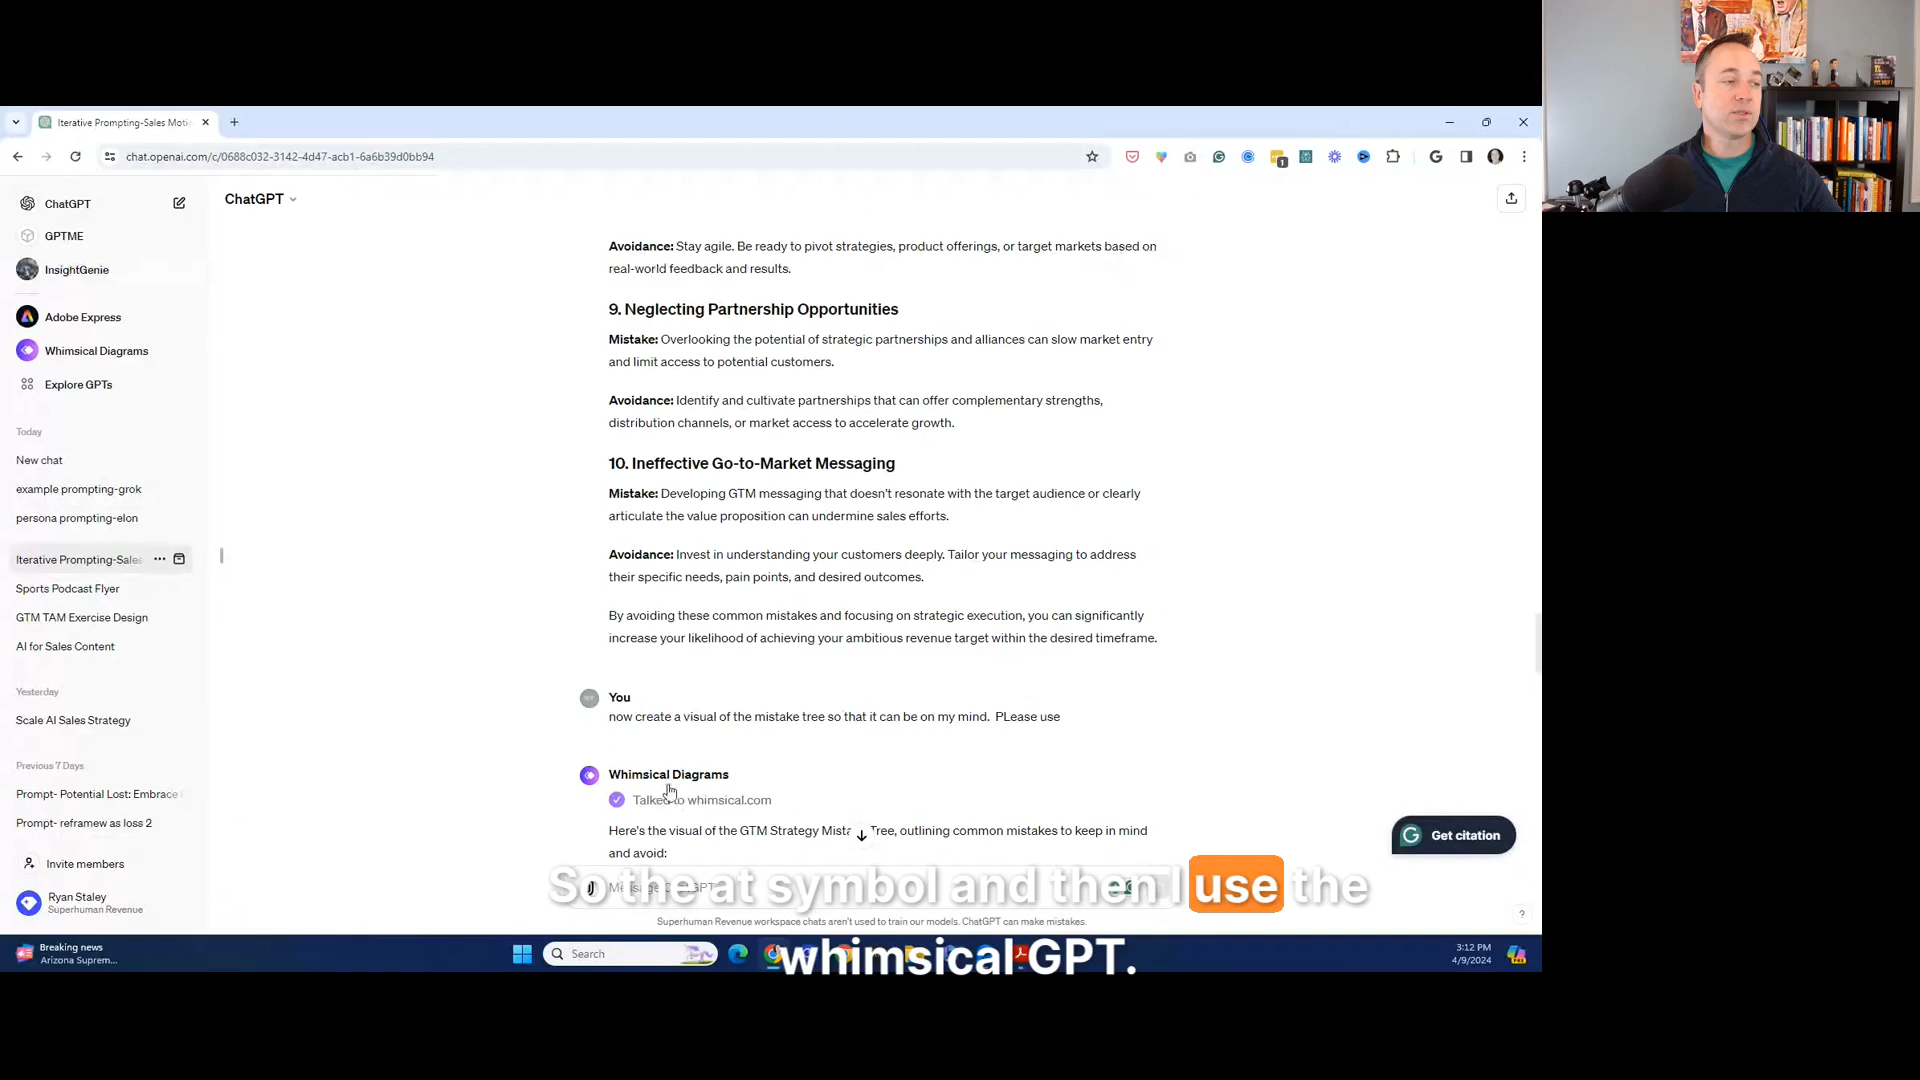 Iterative Prompting-Sales Moti
chat.openai.com/c/0688c032-3142-4d47-acb1-6a6b39d0bb94
1
ChatGPT
GPTME
InsightGenie
Adobe Express
Whimsical Diagrams
Explore GPTs
Today
New chat
example prompting-grok
persona prompting-elon
Iterative Prompting-Sales
Sports Podcast Flyer
GTM TAM Exercise Design
AI for Sales Content
Yesterday
Scale AI Sales Strategy
Previous 7 Days
Prompt- Potential Lost: Embrace
Prompt- reframew as loss 2
Invite members
Ryan Staley
Superhuman Revenue
ChatGPT
Avoidance: Stay agile. Be ready to pivot strategies, product offerings, or target markets based on
real-world feedback and results.
9. Neglecting Partnership Opportunities
Mistake: Overlooking the potential of strategic partnerships and alliances can slow market entry
and limit access to potential customers.
Avoidance: Identify and cultivate partnerships that can offer complementary strengths,
distribution channels, or market access to accelerate growth.
10. Ineffective Go-to-Market Messaging
Mistake: Developing GTM messaging that doesn't resonate with the target audience or clearly
articulate the value proposition can undermine sales efforts.
Avoidance: Invest in understanding your customers deeply. Tailor your messaging to address
their specific needs, pain points, and desired outcomes.
By avoiding these common mistakes and focusing on strategic execution, you can significantly
increase your likelihood of achieving your ambitious revenue target within the desired timeframe.
You
now create a visual of the mistake tree so that it can be on my mind. PLease use
Whimsical Diagrams
Talked to whimsical.com
Here's the visual of the GTM Strategy Mista Tree, outlining common mistakes to keep in mind
and avoid:
Get citation
Message ChatGPT
So the at symbol and then I use the
whimsical GPT.
Superhuman Revenue workspace chats aren't used to train our models. ChatGPT can make mistakes.
?
Breaking news
Arizona Suprem...
Search
3:12 PM
4/9/2024